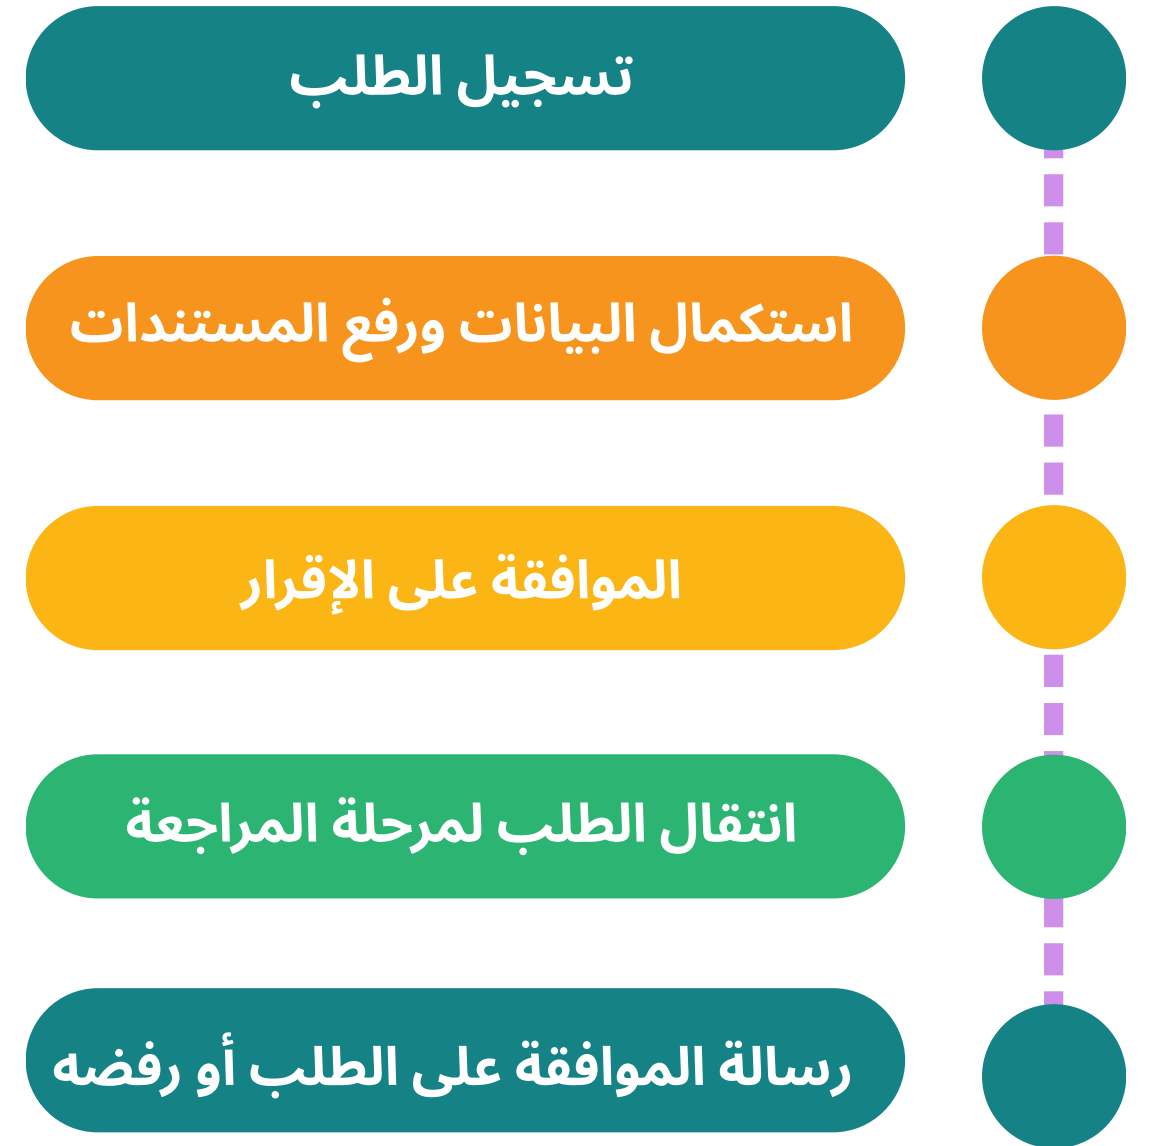 تسجيل الطلب
استكمال البيانات ورفع المستندات
الموافقة على الإقرار
انتقال الطلب لمرحلة المراجعة
رسالة الموافقة على الطلب أو رفضه